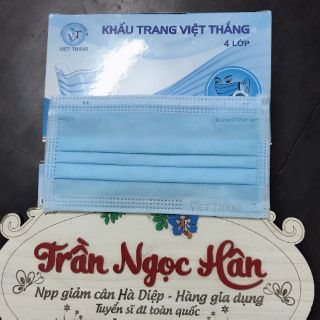 VIỆT THẮNG
KHẨU TRANG VIỆT THẮNG
4 LỚP
VIỆT THẮNG
Trần Ngọc Hân
Npp giảm cân Hà Diệp - Hàng gia dụng
Tuyển sỉ đl toàn quốc